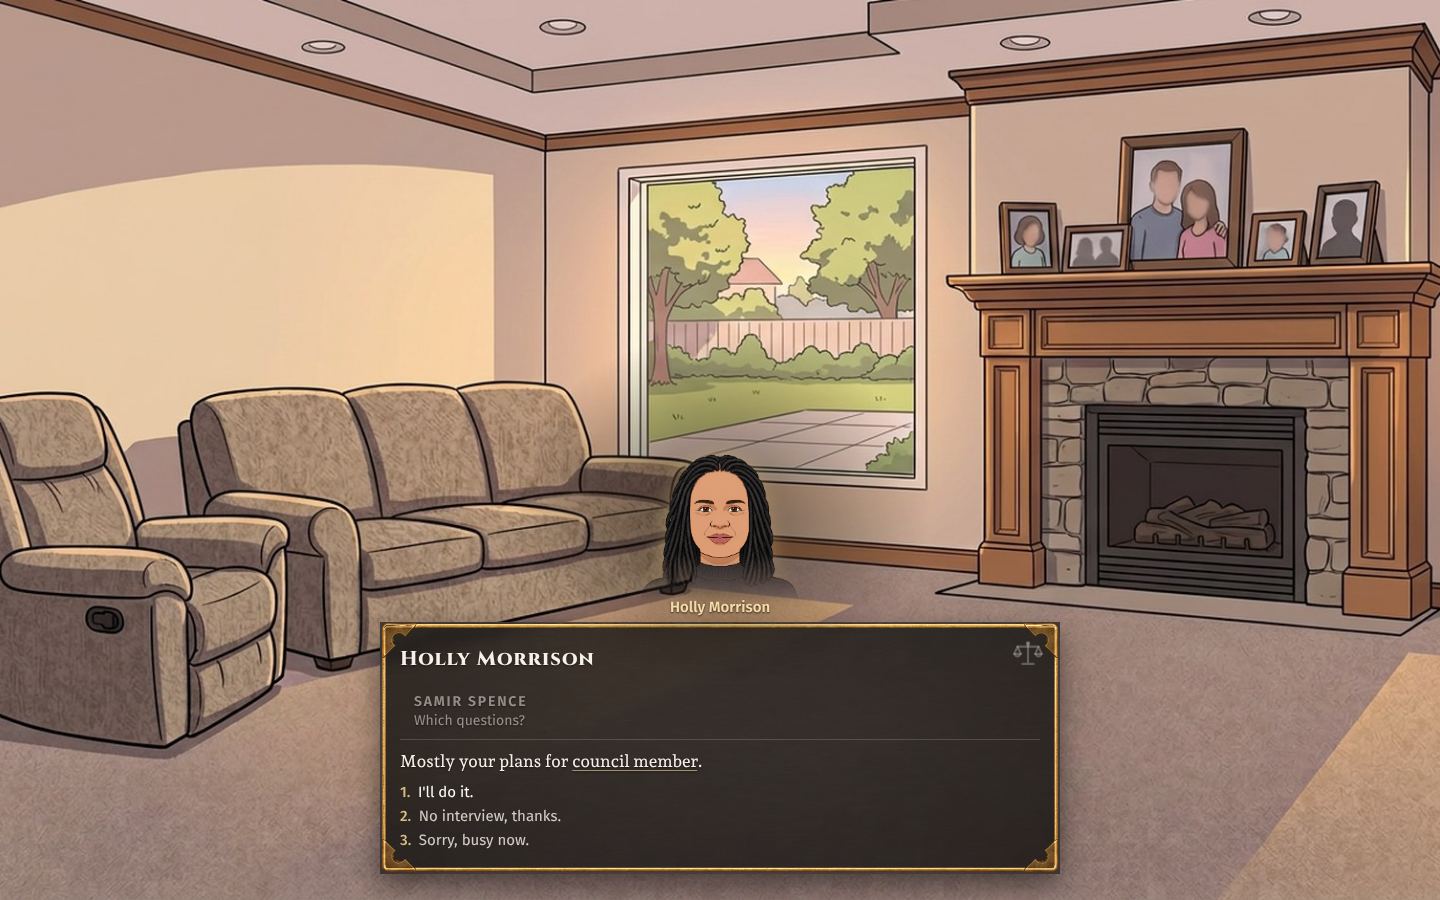 Holly Morrison
HOLLY MORRISON
SAMIR SPENCE
Which questions?
Mostly your plans for council member.
1. I'll do it.
2. No interview, thanks.
3. Sorry, busy now.